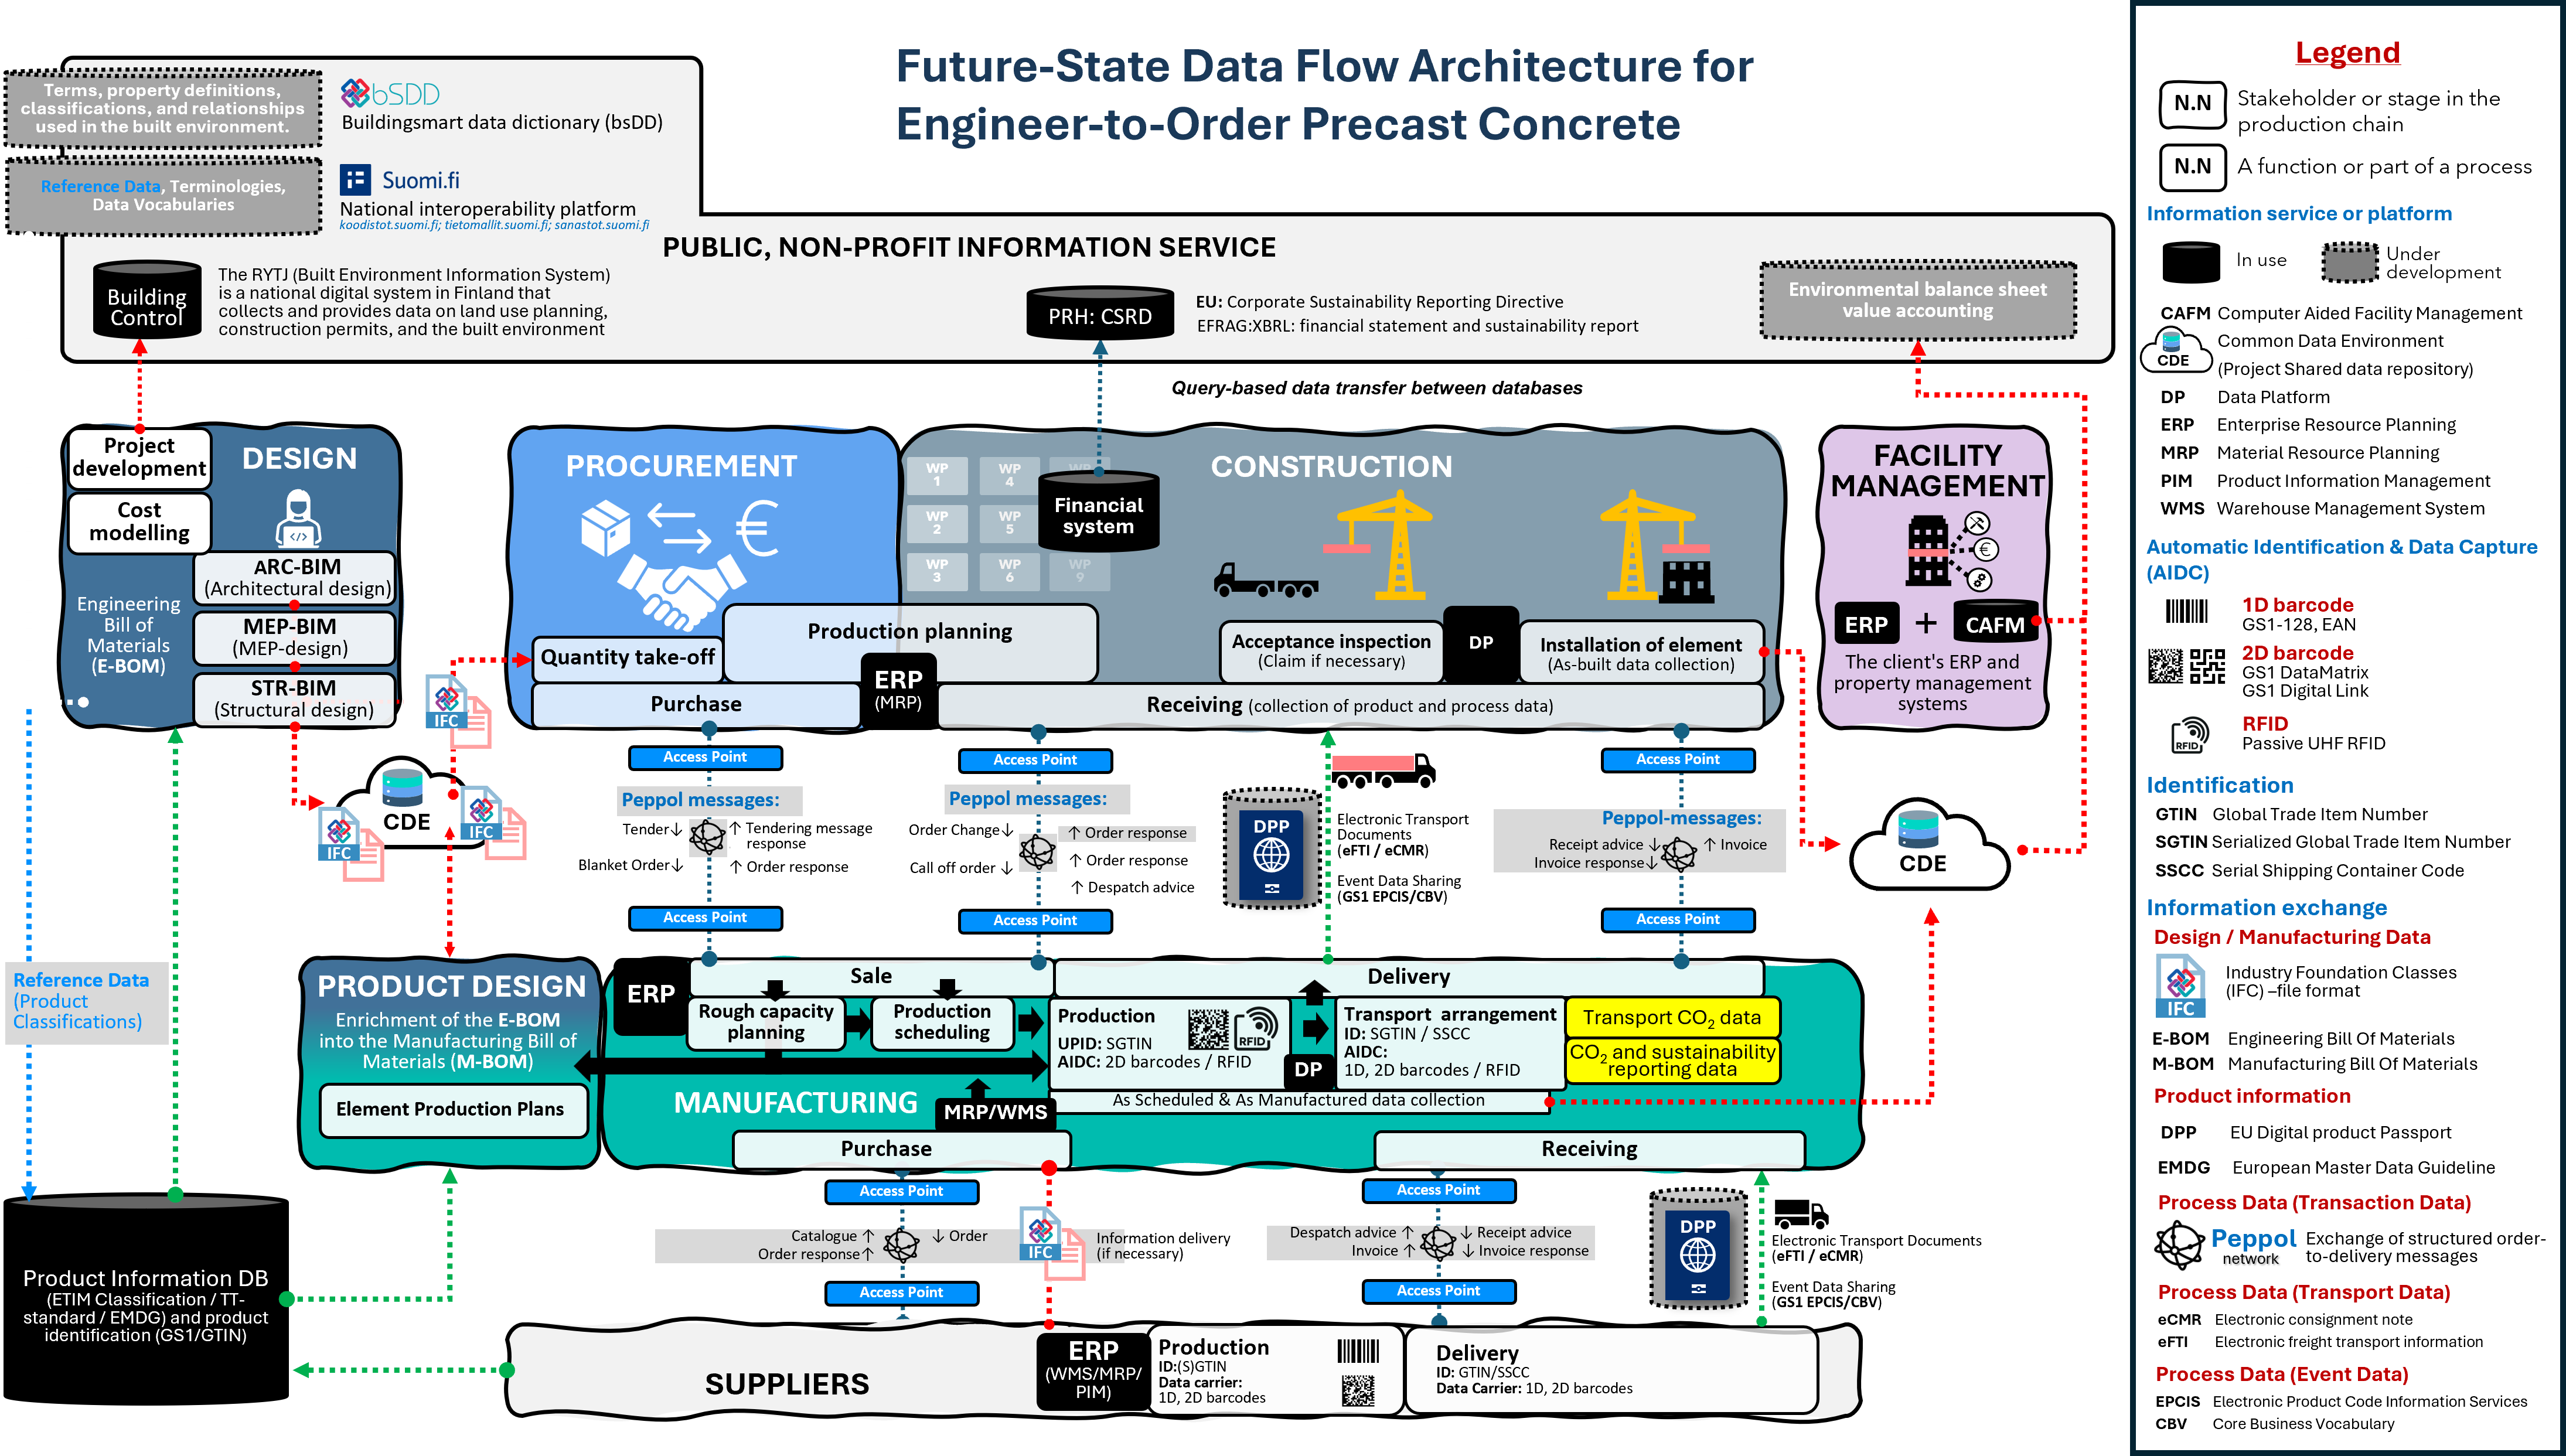 Future-State Data Flow Architecture for
Engineer-to-Order Precast Concrete
Terms, property definitions,
classifications, and relationships
used in the built environment.
bSDD
Buildingsmart data dictionary (bsDD)
Reference Data, Terminologies,
Data Vocabularies
Suomi.fi
National interoperability platform
koodistot.suomi.fi; tietomallit.suomi.fi; sanastot.suomi.fi
PUBLIC, NON-PROFIT INFORMATION SERVICE
Building
Control
The RYTJ (Built Environment Information System)
is a national digital system in Finland that
collects and provides data on land use planning,
construction permits, and the built environment
PRH: CSRD
EU: Corporate Sustainability Reporting Directive
EFRAG:XBRL: financial statement and sustainability report
Environmental balance sheet
value accounting
Query-based data transfer between databases
Project
development
DESIGN
Cost
modelling
ARC-BIM
(Architectural design)
Engineering
Bill of
Materials
(E-BOM)
MEP-BIM
(MEP-design)
STR-BIM
(Structural design)
IFC
CDE
IFC
IFC
PROCUREMENT
Quantity take-off
Production planning
Purchase
ERP
(MRP)
WP
1
WP
4
WP
WP
2
WP
5
WP
3
WP
6
WP
9
Financial
system
CONSTRUCTION
Acceptance inspection
(Claim if necessary)
DP
Installation of element
(As-built data collection)
Receiving (collection of product and process data)
FACILITY
MANAGEMENT
ERP + CAFM
The client's ERP and
property management
systems
Access Point
Peppol messages:
Tender↓
↑ Tendering message
response
Blanket Order↓
↑ Order response
Access Point
Access Point
Peppol messages:
Order Change↓
↑ Order response
↑ Order response
Call off order ↓
↑ Despatch advice
Access Point
DPP
Electronic Transport
Documents
(eFTI / eCMR)
Event Data Sharing
(GS1 EPCIS/CBV)
Access Point
Peppol-messages:
Receipt advice ↓
↑ Invoice
Invoice response↓
Access Point
CDE
Reference Data
(Product
Classifications)
PRODUCT DESIGN
Enrichment of the E-BOM
into the Manufacturing Bill of
Materials (M-BOM)
Element Production Plans
ERP
Sale
Rough capacity
planning
Production
scheduling
MANUFACTURING
MRP/WMS
Purchase
Delivery
Production
UPID: SGTIN
AIDC: 2D barcodes / RFID
RFID
DP
Transport arrangement
ID: SGTIN / SSCC
AIDC:
1D, 2D barcodes / RFID
Transport CO2 data
CO2 and sustainability
reporting data
As Scheduled & As Manufactured data collection
Receiving
Access Point
Catalogue ↑
↓ Order
Order response↑
Access Point
IFC
Information delivery
(if necessary)
Access Point
Despatch advice ↑
↓ Receipt advice
Invoice ↑
↓ Invoice response
Access Point
DPP
Electronic Transport Documents
(eFTI / eCMR)
Event Data Sharing
(GS1 EPCIS/CBV)
Product Information DB
(ETIM Classification / TT-
standard / EMDG) and product
identification (GS1/GTIN)
SUPPLIERS
ERP
(WMS/MRP/
PIM)
Production
ID:(S)GTIN
Data carrier:
1D, 2D barcodes
Delivery
ID: GTIN/SSCC
Data Carrier: 1D, 2D barcodes
Legend
N.N
Stakeholder or stage in the
production chain
N.N
A function or part of a process
Information service or platform
In use
Under
development
CAFM Computer Aided Facility Management
CDE
Common Data Environment
(Project Shared data repository)
DP Data Platform
ERP Enterprise Resource Planning
MRP Material Resource Planning
PIM Product Information Management
WMS Warehouse Management System
Automatic Identification & Data Capture
(AIDC)
1D barcode
GS1-128, EAN
2D barcode
GS1 DataMatrix
GS1 Digital Link
RFID
RFID
Passive UHF RFID
Identification
GTIN Global Trade Item Number
SGTIN Serialized Global Trade Item Number
SSCC Serial Shipping Container Code
Information exchange
Design / Manufacturing Data
IFC
Industry Foundation Classes
(IFC) –file format
E-BOM Engineering Bill Of Materials
M-BOM Manufacturing Bill Of Materials
Product information
DPP EU Digital product Passport
EMDG European Master Data Guideline
Process Data (Transaction Data)
Peppol
network
Exchange of structured order-
to-delivery messages
Process Data (Transport Data)
eCMR Electronic consignment note
eFTI Electronic freight transport information
Process Data (Event Data)
EPCIS Electronic Product Code Information Services
CBV Core Business Vocabulary